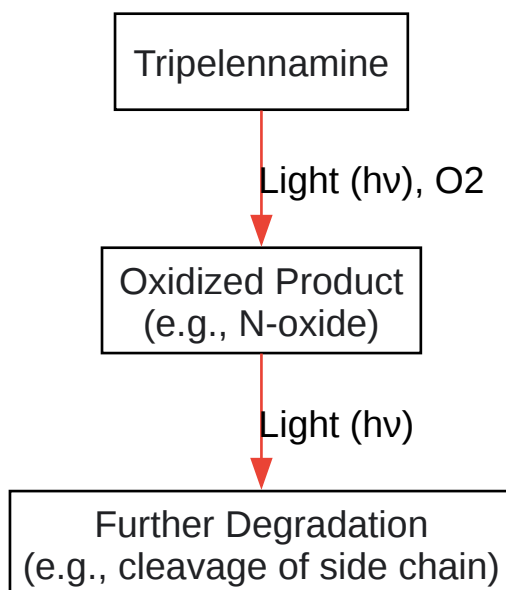 Tripelennamine
Light (hν), O2
Oxidized Product
(e.g., N-oxide)
Light (hν)
Further Degradation
(e.g., cleavage of side chain)